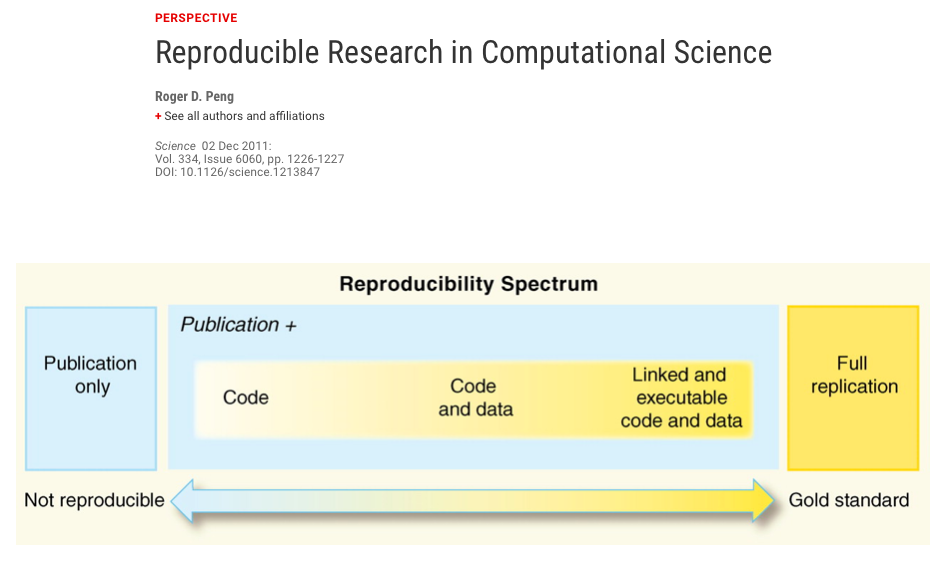 PERSPECTIVE
Reproducible Research in Computational Science
Roger D. Peng
+ See all authors and affiliations
Science 02 Dec 2011:
Vol. 334, Issue 6060, pp. 1226-1227
DOI: 10.1126/science.1213847
Reproducibility Spectrum
Publication only
Publication +
Code
Code
and data
Linked and
executable
code and data
Full
replication
Not reproducible
Gold standard